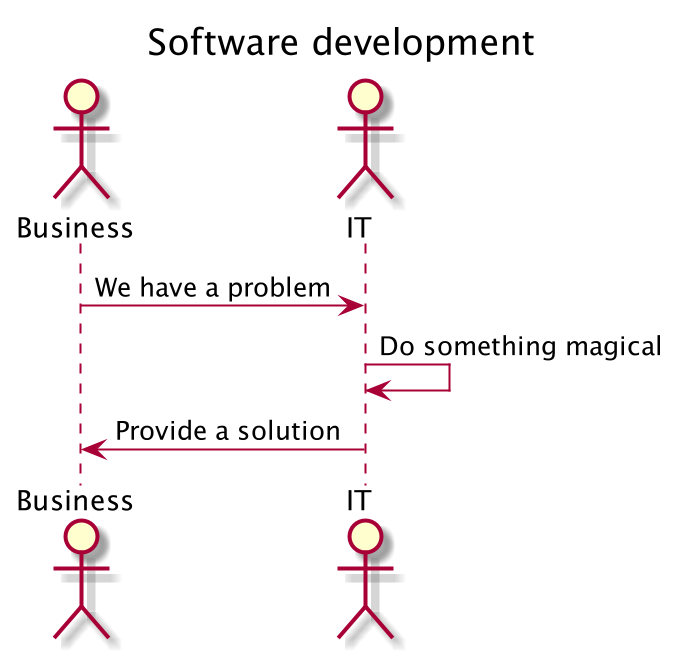 Software development
Business
IT
We have a problem
Do something magical
Provide a solution
Business
IT